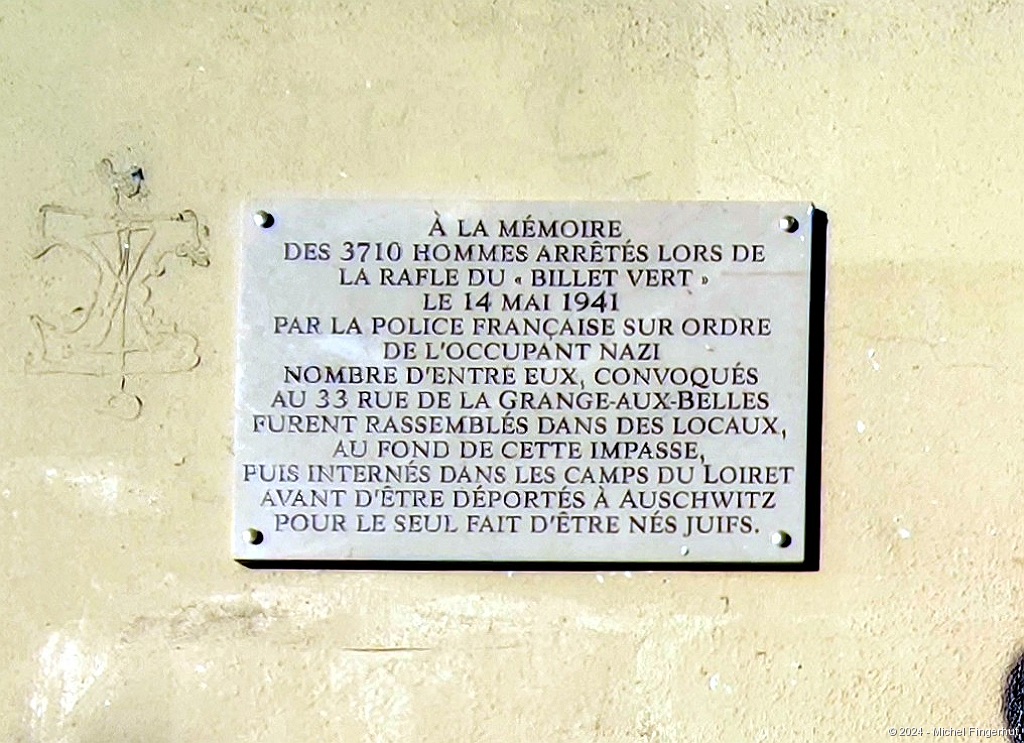 À LA MÉMOIRE
DES 3710 HOMMES ARRÊTÉS LORS DE
LA RAFLE DU « BILLET VERT »
LE 14 MAI 1941
PAR LA POLICE FRANÇAISE SUR ORDRE
DE L'OCCUPANT NAZI
NOMBRE D'ENTRE EUX, CONVOQUÉS
AU 33 RUE DE LA GRANGE-AUX-BELLES
FURENT RASSEMBLÉS DANS DES LOCAUX,
AU FOND DE CETTE IMPASSE,
PUIS INTERNÉS DANS LES CAMPS DU LOIRET
AVANT D'ÊTRE DÉPORTÉS À AUSCHWITZ
POUR LE SEUL FAIT D'ÊTRE NÉS JUIFS.
© 2024 - Michel Fingerhut